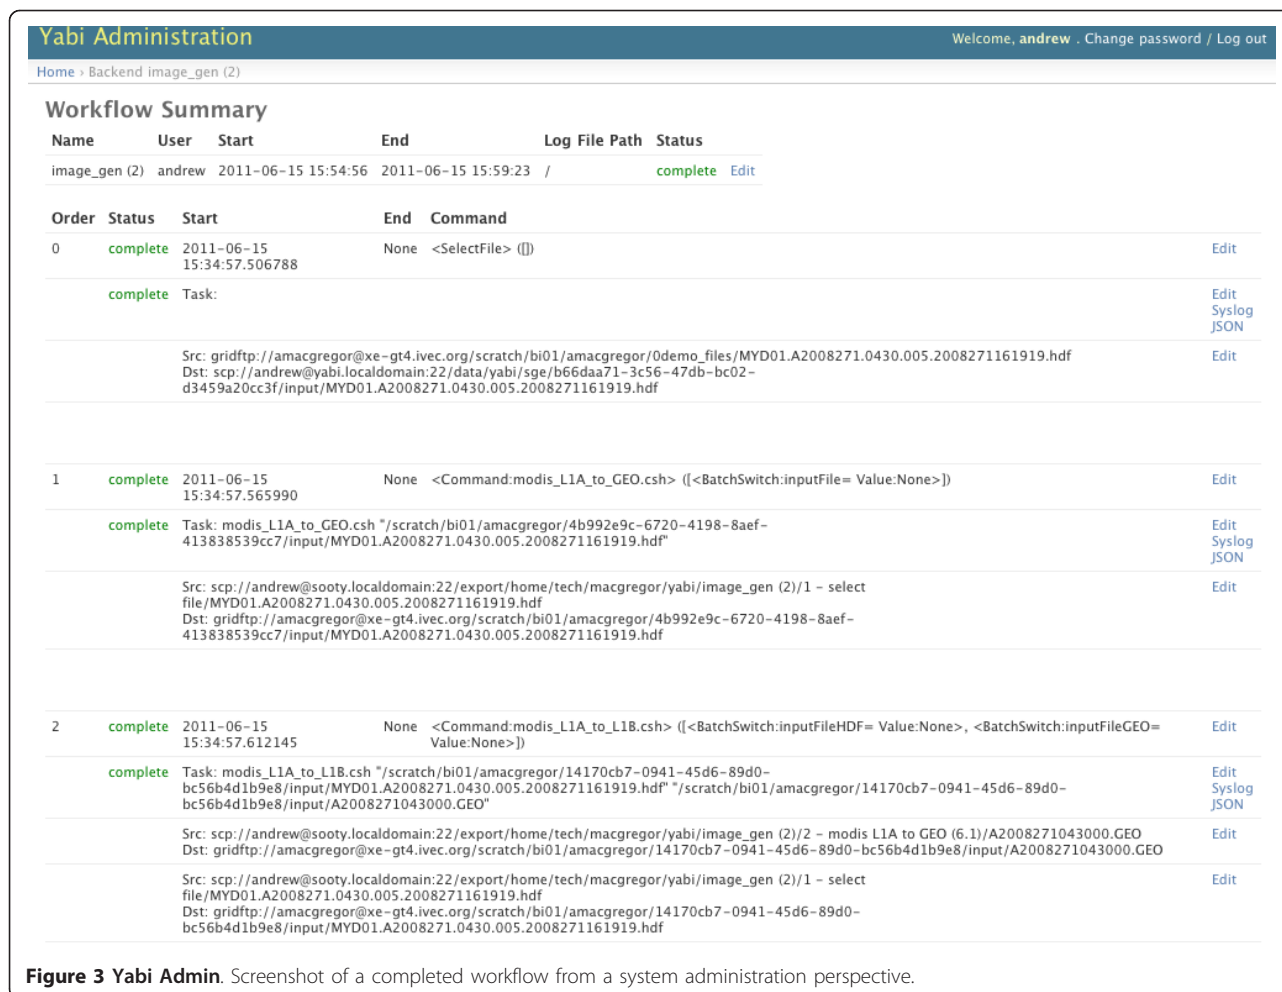 Yabi Administration
Welcome, andrew . Change password / Log out
Home › Backend image_gen (2)
Workflow Summary
Name User Start End Log File Path Status
image_gen (2) andrew 2011-06-15 15:54:56 2011-06-15 15:59:23 / complete Edit
Order Status Start End Command
0 complete 2011-06-15 None <SelectFile> ([]) Edit
15:34:57.506788
complete Task: Edit
Syslog
JSON
Src: gridftp://amacgregor@xe-gt4.ivec.org/scratch/bi01/amacgregor/0demo_files/MYD01.A2008271.0430.005.2008271161919.hdf Edit
Dst: scp://andrew@yabi.localdomain:22/data/yabi/sge/b66daa71-3c56-47db-bc02-
d3459a20cc3f/input/MYD01.A2008271.0430.005.2008271161919.hdf
1 complete 2011-06-15 None <Command:modis_L1A_to_GEO.csh> ([<BatchSwitch:inputFile= Value:None>]) Edit
15:34:57.565990
complete Task: modis_L1A_to_GEO.csh "/scratch/bi01/amacgregor/4b992e9c-6720-4198-8aef- Edit
413838539cc7/input/MYD01.A2008271.0430.005.2008271161919.hdf" Syslog
JSON
Src: scp://andrew@sooty.localdomain:22/export/home/tech/macgregor/yabi/image_gen (2)/1 - select Edit
file/MYD01.A2008271.0430.005.2008271161919.hdf
Dst: gridftp://amacgregor@xe-gt4.ivec.org/scratch/bi01/amacgregor/4b992e9c-6720-4198-8aef-
413838539cc7/input/MYD01.A2008271.0430.005.2008271161919.hdf
2 complete 2011-06-15 None <Command:modis_L1A_to_L1B.csh> ([<BatchSwitch:inputFileHDF= Value:None>, <BatchSwitch:inputFileGEO= Edit
15:34:57.612145 Value:None>])
complete Task: modis_L1A_to_L1B.csh "/scratch/bi01/amacgregor/14170cb7-0941-45d6-89d0- Edit
bc56b4d1b9e8/input/MYD01.A2008271.0430.005.2008271161919.hdf" "/scratch/bi01/amacgregor/14170cb7-0941-45d6-89d0- Syslog
bc56b4d1b9e8/input/A2008271043000.GEO" JSON
Src: scp://andrew@sooty.localdomain:22/export/home/tech/macgregor/yabi/image_gen (2)/2 - modis L1A to GEO (6.1)/A2008271043000.GEO Edit
Dst: gridftp://amacgregor@xe-gt4.ivec.org/scratch/bi01/amacgregor/14170cb7-0941-45d6-89d0-bc56b4d1b9e8/input/A2008271043000.GEO
Src: scp://andrew@sooty.localdomain:22/export/home/tech/macgregor/yabi/image_gen (2)/1 - select Edit
file/MYD01.A2008271.0430.005.2008271161919.hdf
Dst: gridftp://amacgregor@xe-gt4.ivec.org/scratch/bi01/amacgregor/14170cb7-0941-45d6-89d0-
bc56b4d1b9e8/input/MYD01.A2008271.0430.005.2008271161919.hdf
Figure 3 Yabi Admin. Screenshot of a completed workflow from a system administration perspective.